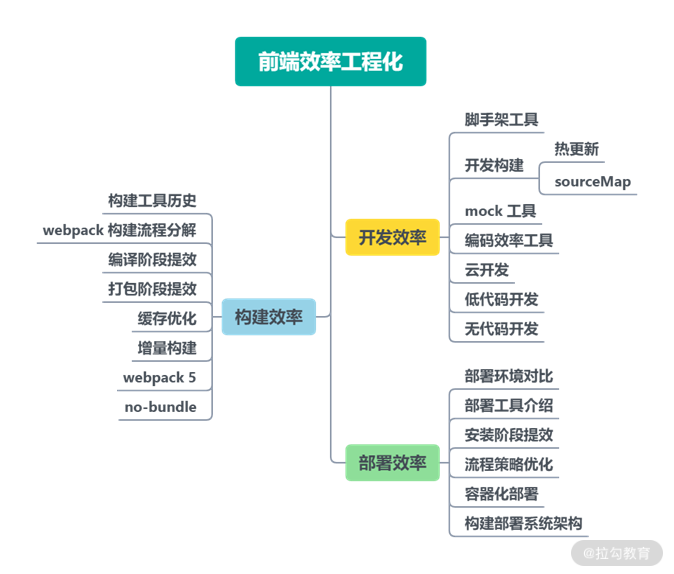 前端效率工程化
开发效率
脚手架工具
开发构建
热更新
sourceMap
mock 工具
编码效率工具
云开发
低代码开发
无代码开发
构建效率
构建工具历史
webpack 构建流程分解
编译阶段提效
打包阶段提效
缓存优化
增量构建
webpack 5
no-bundle
部署效率
部署环境对比
部署工具介绍
安装阶段提效
流程策略优化
容器化部署
构建部署系统架构
@拉勾教育